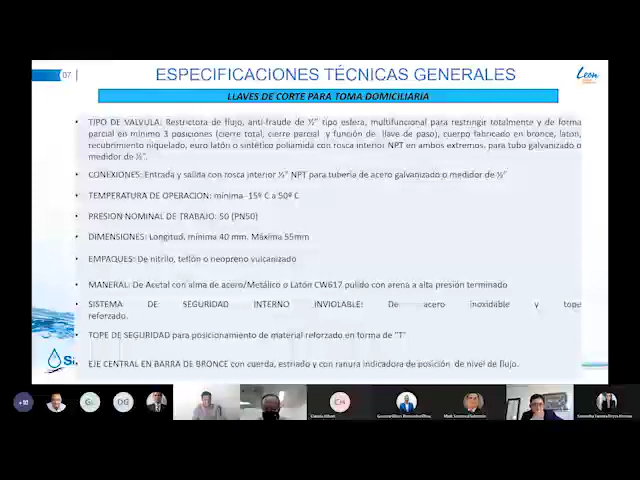 07
ESPECIFICACIONES TÉCNICAS GENERALES
León
LLAVES DE CORTE PARA TOMA DOMICILIARIA
• TIPO DE VALVULA: Restrictora de flujo, anti-fraude de ½" tipo esfera, multifuncional para restringir totalmente y de forma
parcial en mínimo 3 posiciones (cierre total, cierre parcial y función de llave de paso), cuerpo fabricado en bronce, laton,
recubrimiento niquelado, euro latón o sintético poliamida con rosca interior NPT en ambos extremos, para tubo galvanizado o
medidor de ½".
• CONEXIONES: Entrada y salida con rosca interior ½" NPT para tubería de acero galvanizado o medidor de ½"
• TEMPERATURA DE OPERACION: mínima -15º C a 50º C
• PRESION NOMINAL DE TRABAJO: 50 (PN50)
• DIMENSIONES: Longitud, mínima 40 mm. Máxima 55mm
• EMPAQUES: De nitrilo, teflón o neopreno vulcanizado
• MANERAL: De Acetal con alma de acero/Metálico o Latón CW617 pulido con arena a alta presión terminado
• SISTEMA DE SEGURIDAD INTERNO INVIOLABLE: De acero inoxidable y tope
reforzado.
• TOPE DE SEGURIDAD para posicionamiento de material reforzado en forma de "T"
• EJE CENTRAL EN BARRA DE BRONCE con cuerda, estriado y con ranura indicadora de posición de nivel de flujo.